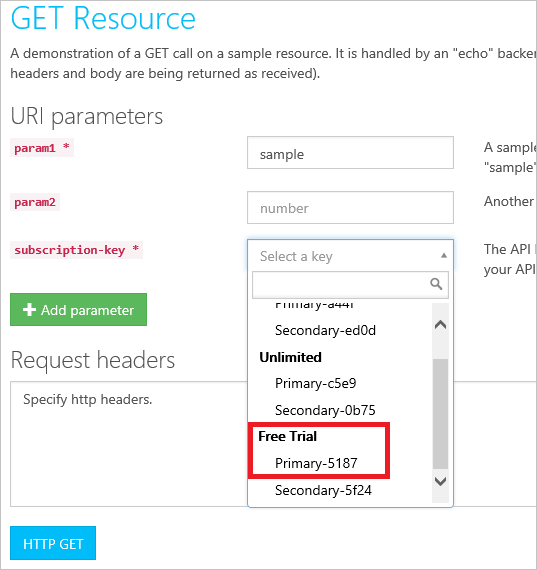 GET Resource
A demonstration of a GET call on a sample resource. It is handled by an "echo"
headers and body are being returned as received).
URI parameters
param1 * sample A sample
"sample"
param2 number Another
subscription-key * Select a key The API
your API
+ Add parameter
Primary-a44f
Secondary-ed0d
Unlimited
Primary-c5e9
Secondary-0b75
Free Trial
Primary-5187
Secondary-5f24
Request headers
Specify http headers.
HTTP GET